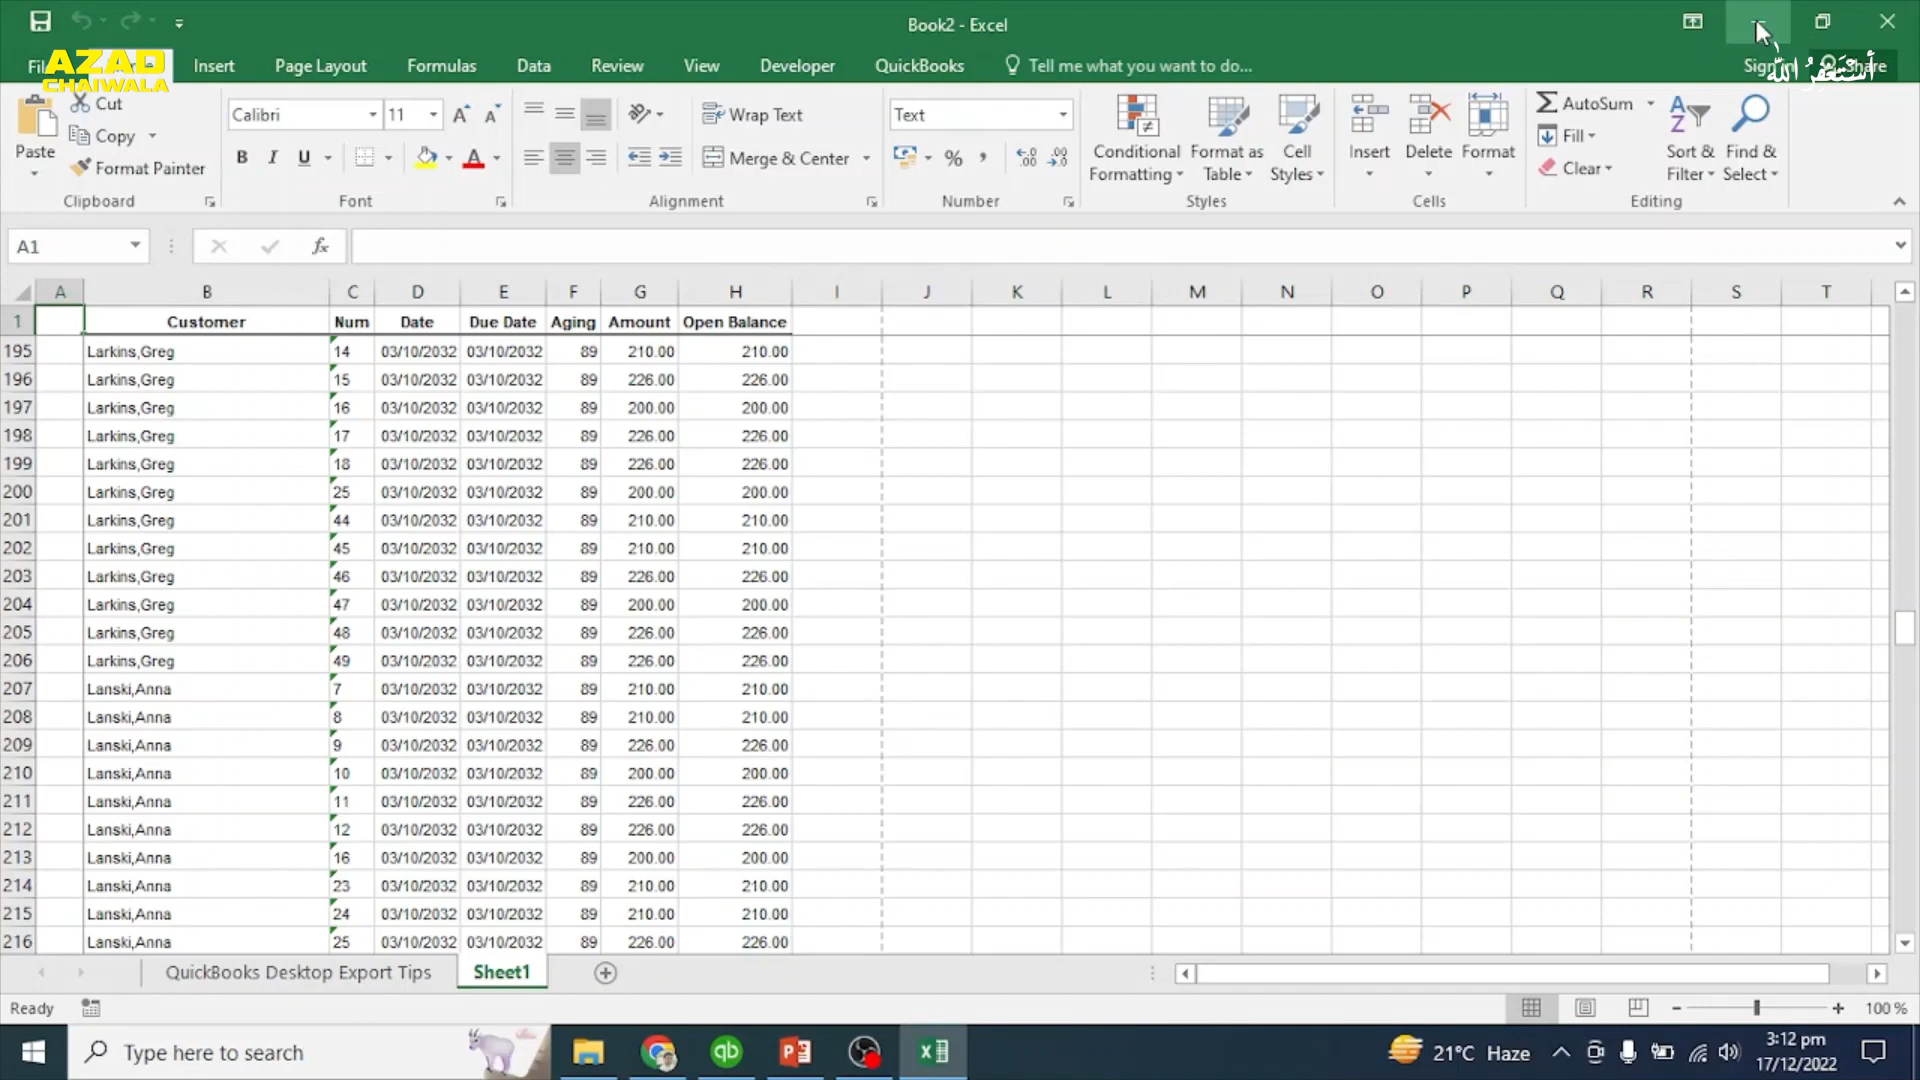 Book2 - Excel
AZAD
CHAIWALA
Insert
Page Layout
Formulas
Data
Review
View
Developer
QuickBooks
Tell me what you want to do...
Share
أَسْتَغْفِرُ اللّٰه
Paste
Cut
Copy
Format Painter
Clipboard
Calibri
11
B I U
Font
Wrap Text
Merge & Center
Alignment
Text
Number
Conditional
Formatting
Format as
Table
Cell
Styles
Styles
Insert
Delete
Format
Cells
AutoSum
Fill
Clear
Sort &
Filter
Find &
Select
Editing
A1
fx
A B C D E F G H I J K L M N O P Q R S T
1 Customer Num Date Due Date Aging Amount Open Balance
195 Larkins,Greg 14 03/10/2032 03/10/2032 89 210.00 210.00
196 Larkins,Greg 15 03/10/2032 03/10/2032 89 226.00 226.00
197 Larkins,Greg 16 03/10/2032 03/10/2032 89 200.00 200.00
198 Larkins,Greg 17 03/10/2032 03/10/2032 89 226.00 226.00
199 Larkins,Greg 18 03/10/2032 03/10/2032 89 226.00 226.00
200 Larkins,Greg 25 03/10/2032 03/10/2032 89 200.00 200.00
201 Larkins,Greg 44 03/10/2032 03/10/2032 89 210.00 210.00
202 Larkins,Greg 45 03/10/2032 03/10/2032 89 210.00 210.00
203 Larkins,Greg 46 03/10/2032 03/10/2032 89 226.00 226.00
204 Larkins,Greg 47 03/10/2032 03/10/2032 89 200.00 200.00
205 Larkins,Greg 48 03/10/2032 03/10/2032 89 226.00 226.00
206 Larkins,Greg 49 03/10/2032 03/10/2032 89 226.00 226.00
207 Lanski,Anna 7 03/10/2032 03/10/2032 89 210.00 210.00
208 Lanski,Anna 8 03/10/2032 03/10/2032 89 210.00 210.00
209 Lanski,Anna 9 03/10/2032 03/10/2032 89 226.00 226.00
210 Lanski,Anna 10 03/10/2032 03/10/2032 89 200.00 200.00
211 Lanski,Anna 11 03/10/2032 03/10/2032 89 226.00 226.00
212 Lanski,Anna 12 03/10/2032 03/10/2032 89 226.00 226.00
213 Lanski,Anna 16 03/10/2032 03/10/2032 89 200.00 200.00
214 Lanski,Anna 23 03/10/2032 03/10/2032 89 210.00 210.00
215 Lanski,Anna 24 03/10/2032 03/10/2032 89 210.00 210.00
216 Lanski,Anna 25 03/10/2032 03/10/2032 89 226.00 226.00
QuickBooks Desktop Export Tips
Sheet1
Ready
100 %
Type here to search
21°C Haze
3:12 pm
17/12/2022